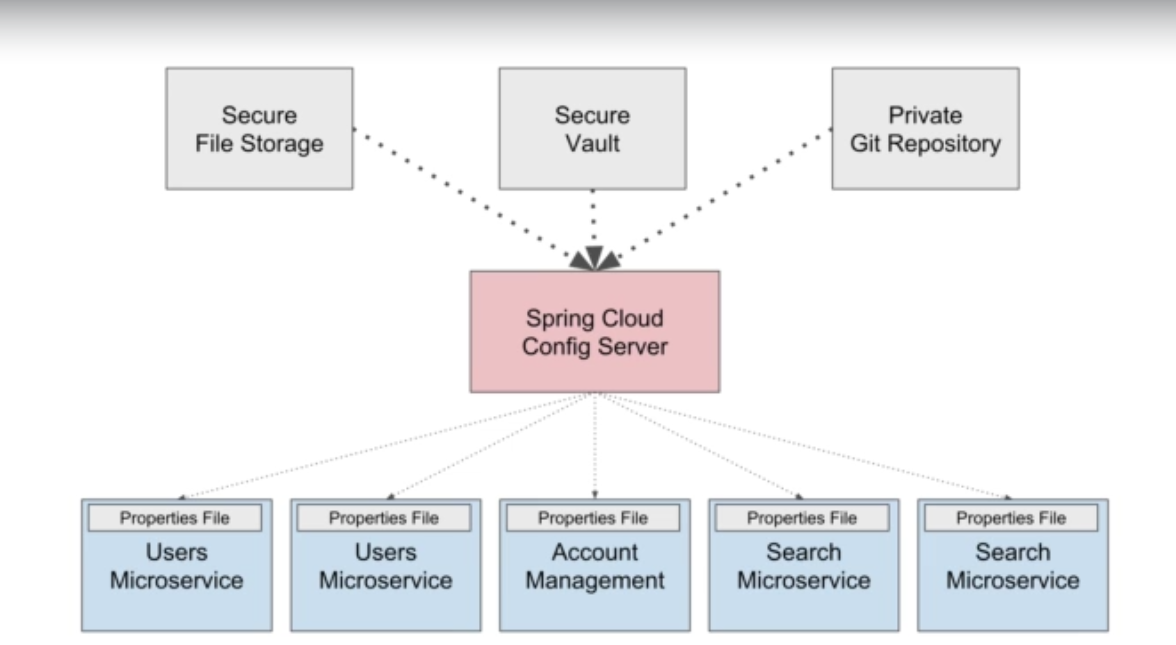 Secure
File Storage
Secure
Vault
Private
Git Repository
Spring Cloud
Config Server
Properties File
Users
Microservice
Properties File
Users
Microservice
Properties File
Account
Management
Properties File
Search
Microservice
Properties File
Search
Microservice